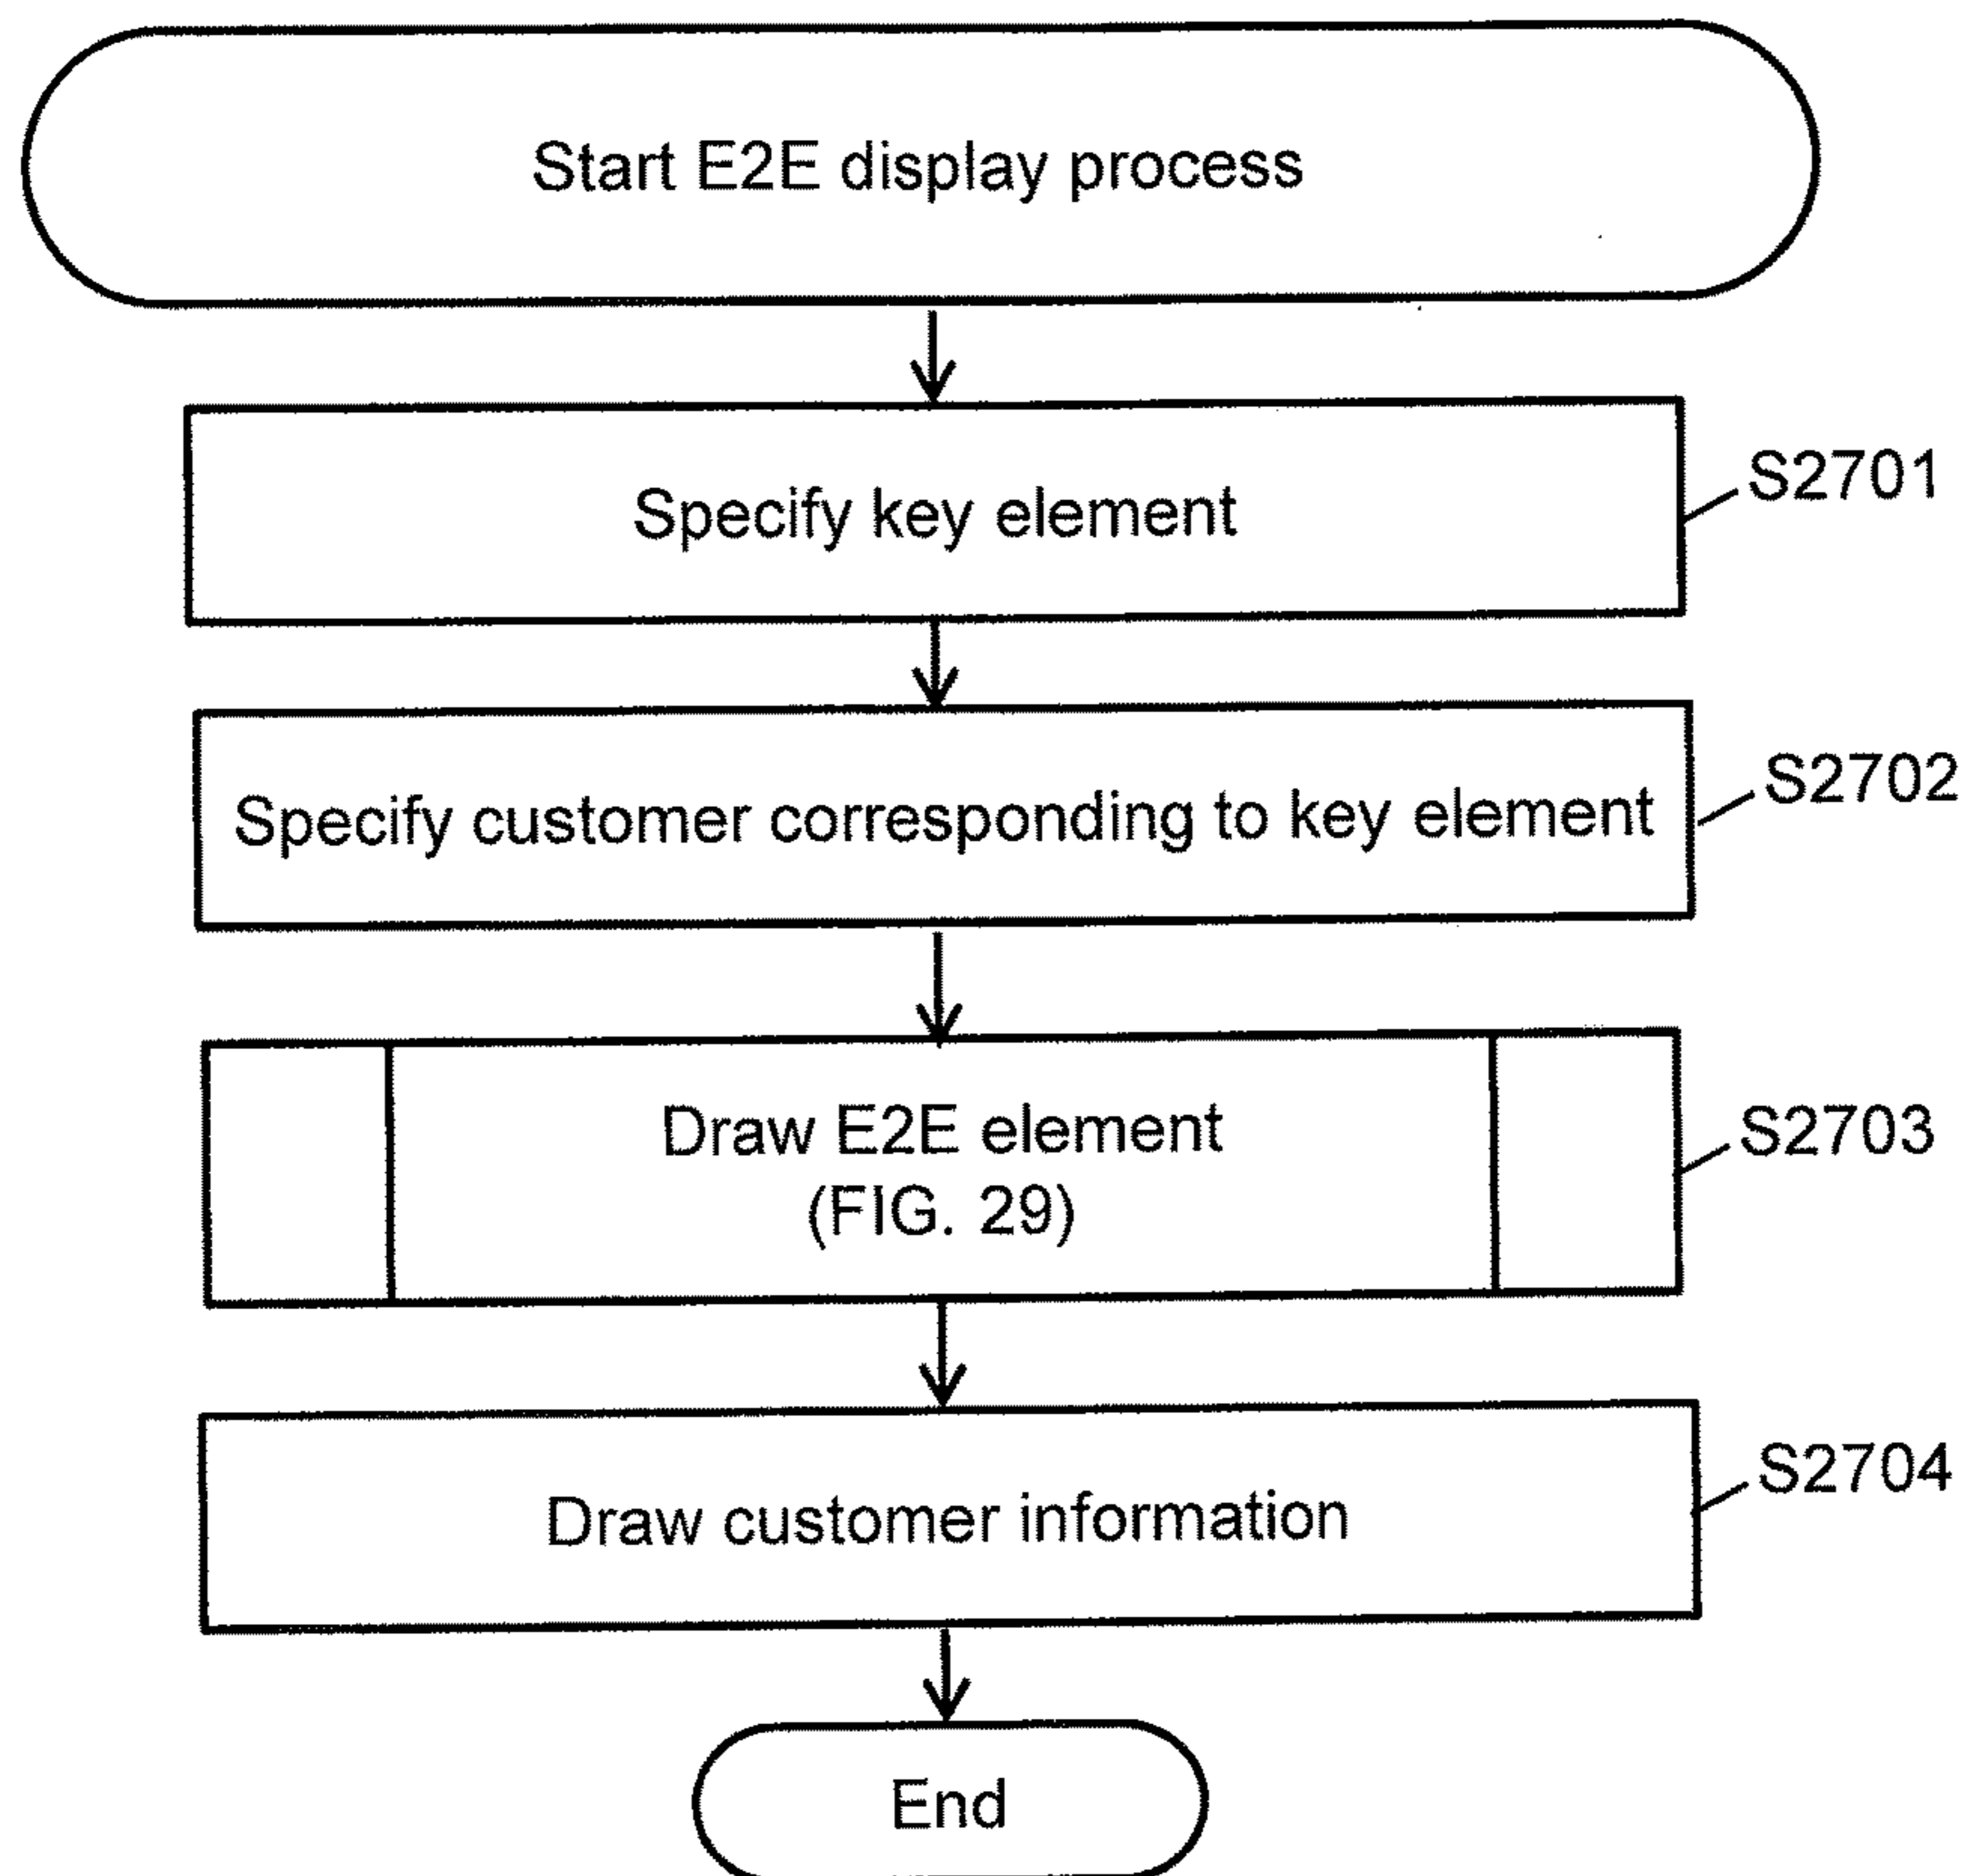 Start E2E display process
Specify key element
S2701
Specify customer corresponding to key element
S2702
Draw E2E element
(FIG. 29)
S2703
Draw customer information
S2704
End